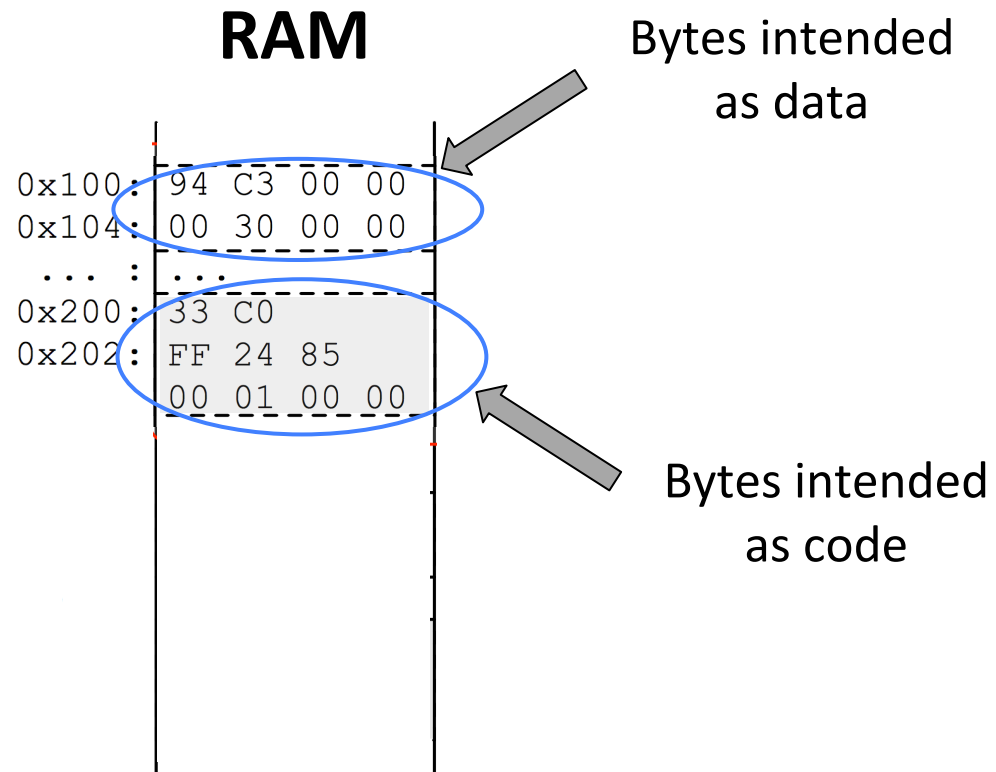 RAM
Bytes intended
as data
0x100: 94 C3 00 00
0x104: 00 30 00 00
... : ...
0x200: 33 C0
0x202: FF 24 85
00 01 00 00
Bytes intended
as code